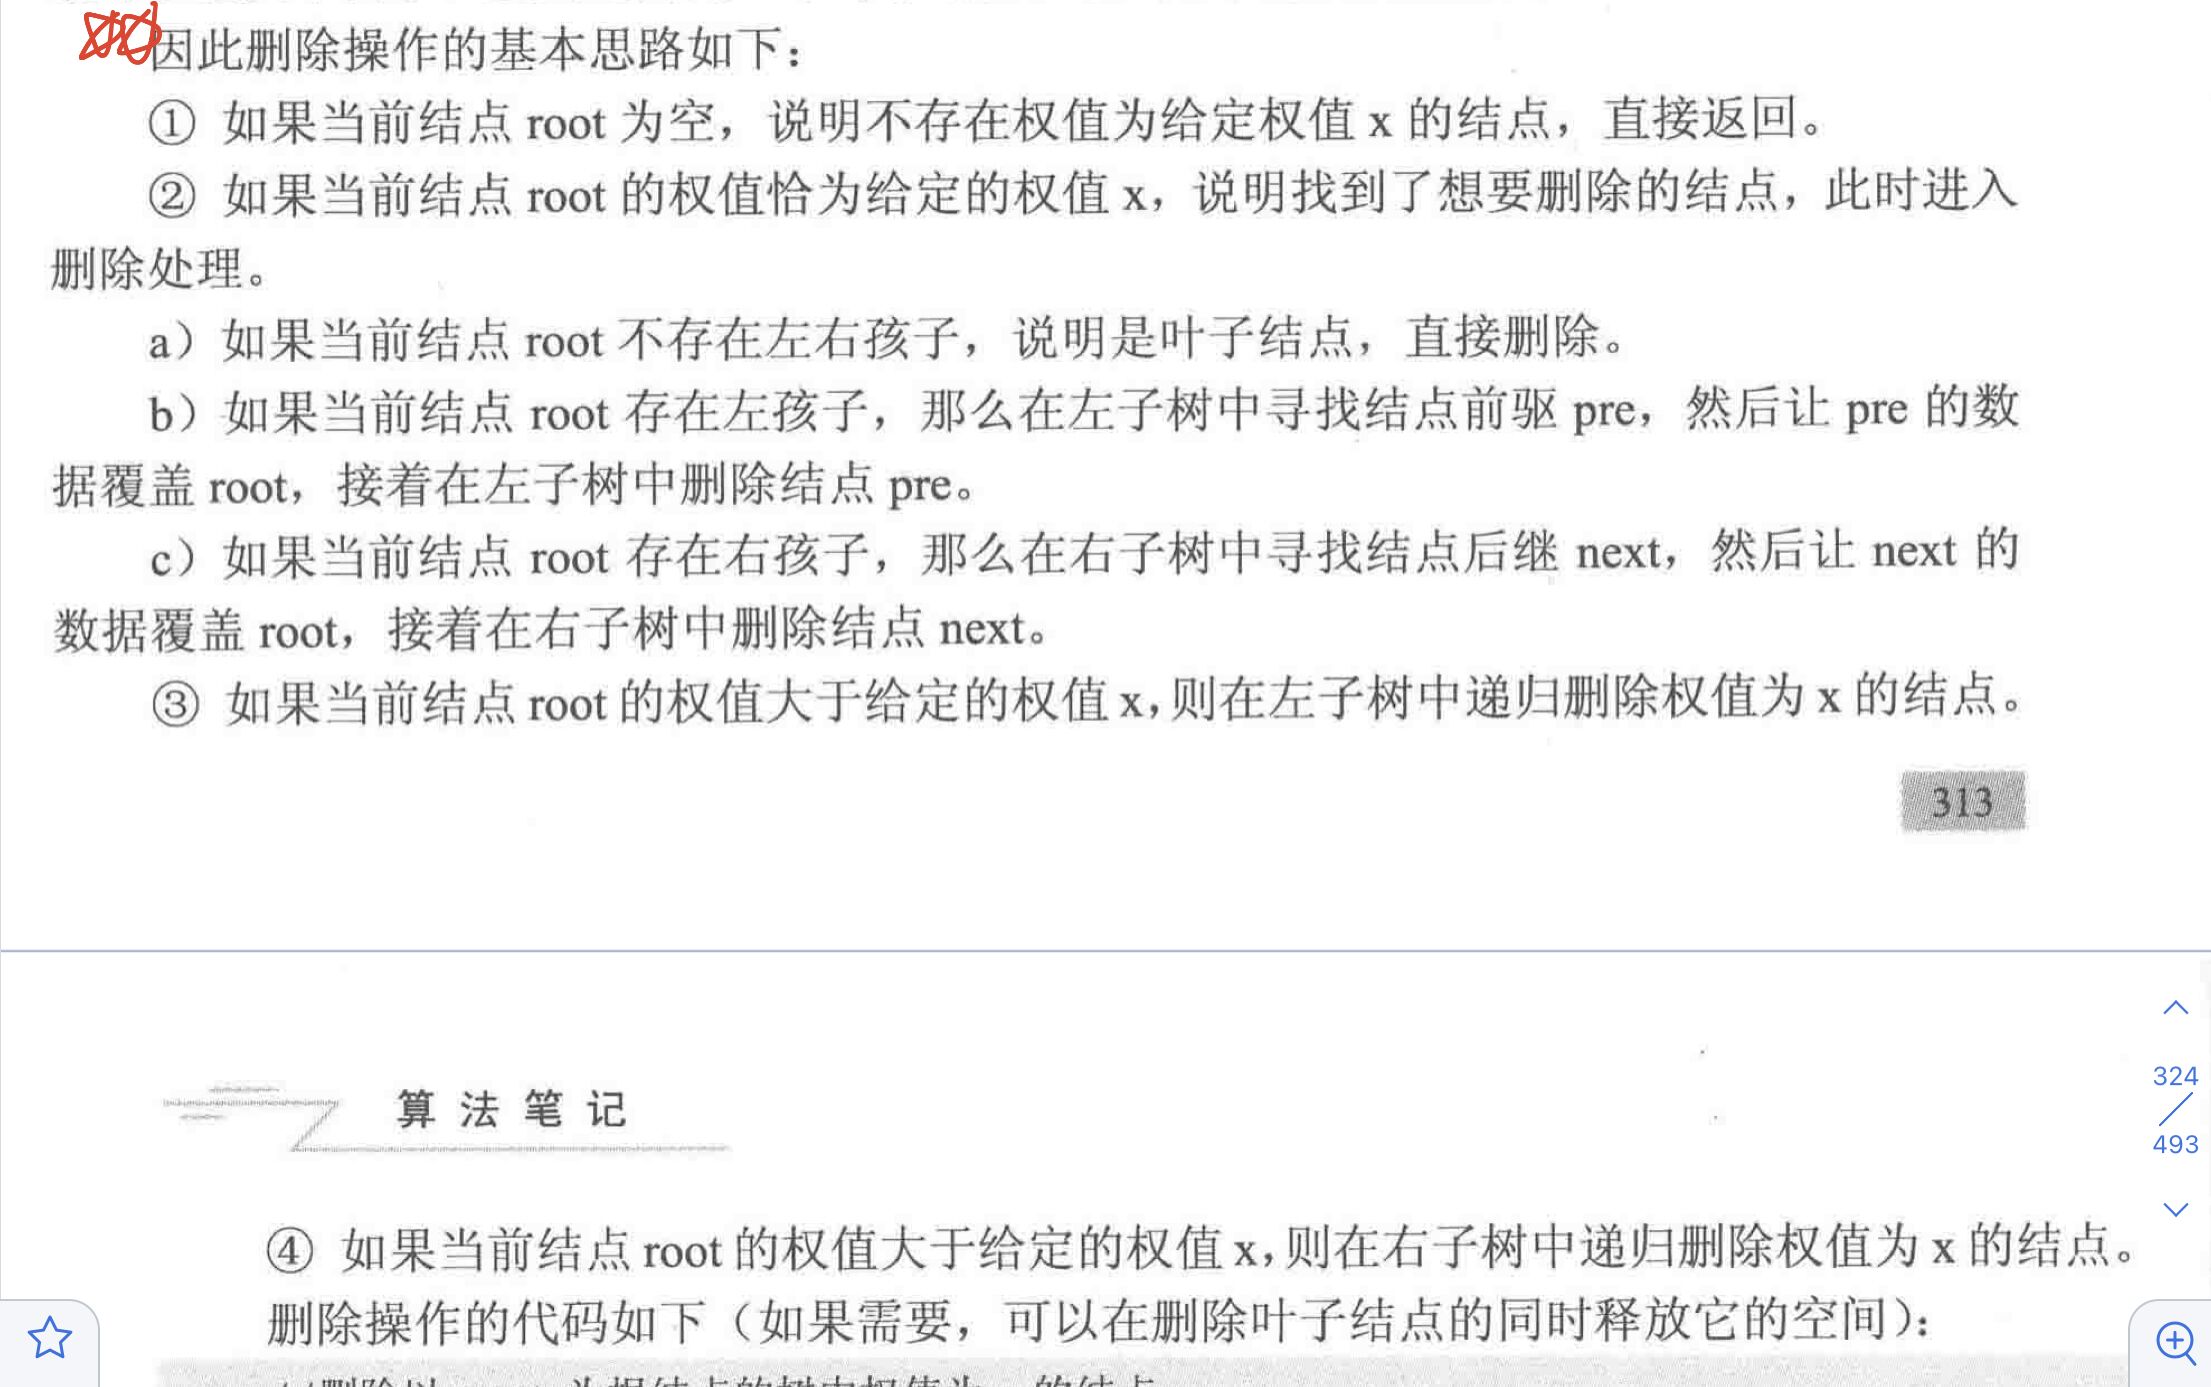 因此删除操作的基本思路如下：
① 如果当前结点 root 为空，说明不存在权值为给定权值 x 的结点，直接返回。
② 如果当前结点 root 的权值恰为给定的权值 x，说明找到了想要删除的结点，此时进入
删除处理。
a）如果当前结点 root 不存在左右孩子，说明是叶子结点，直接删除。
b）如果当前结点 root 存在左孩子，那么在左子树中寻找结点前驱 pre，然后让 pre 的数
据覆盖 root，接着在左子树中删除结点 pre。
c）如果当前结点 root 存在右孩子，那么在右子树中寻找结点后继 next，然后让 next 的
数据覆盖 root，接着在右子树中删除结点 next。
③ 如果当前结点 root 的权值大于给定的权值 x，则在左子树中递归删除权值为 x 的结点。
313
324
493
算法笔记
④ 如果当前结点 root 的权值大于给定的权值 x，则在右子树中递归删除权值为 x 的结点。
删除操作的代码如下（如果需要，可以在删除叶子结点的同时释放它的空间）：